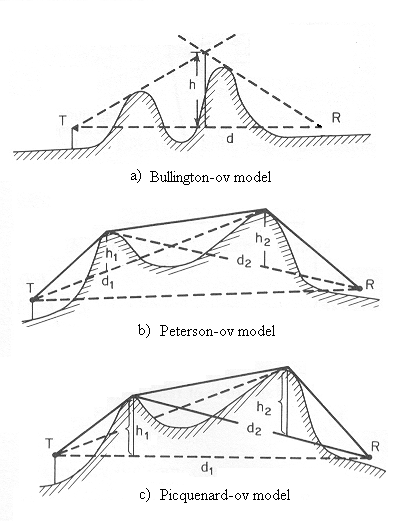 T h d R
a) Bullington-ov model
T h₁ d₁ d₂ h₂ R
b) Peterson-ov model
T h₁ d₁ d₂ h₂ R
c) Picquenard-ov model